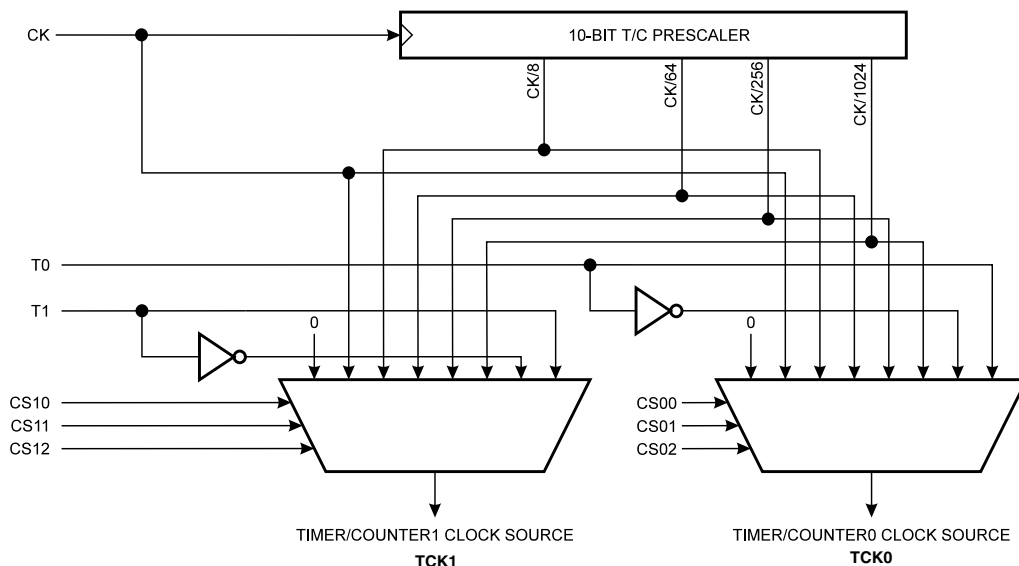 CK
10-BIT T/C PRESCALER
CK/8
CK/64
CK/256
CK/1024
T0
T1
0
0
CS10
CS11
CS12
CS00
CS01
CS02
TIMER/COUNTER1 CLOCK SOURCE
TCK1
TIMER/COUNTER0 CLOCK SOURCE
TCK0